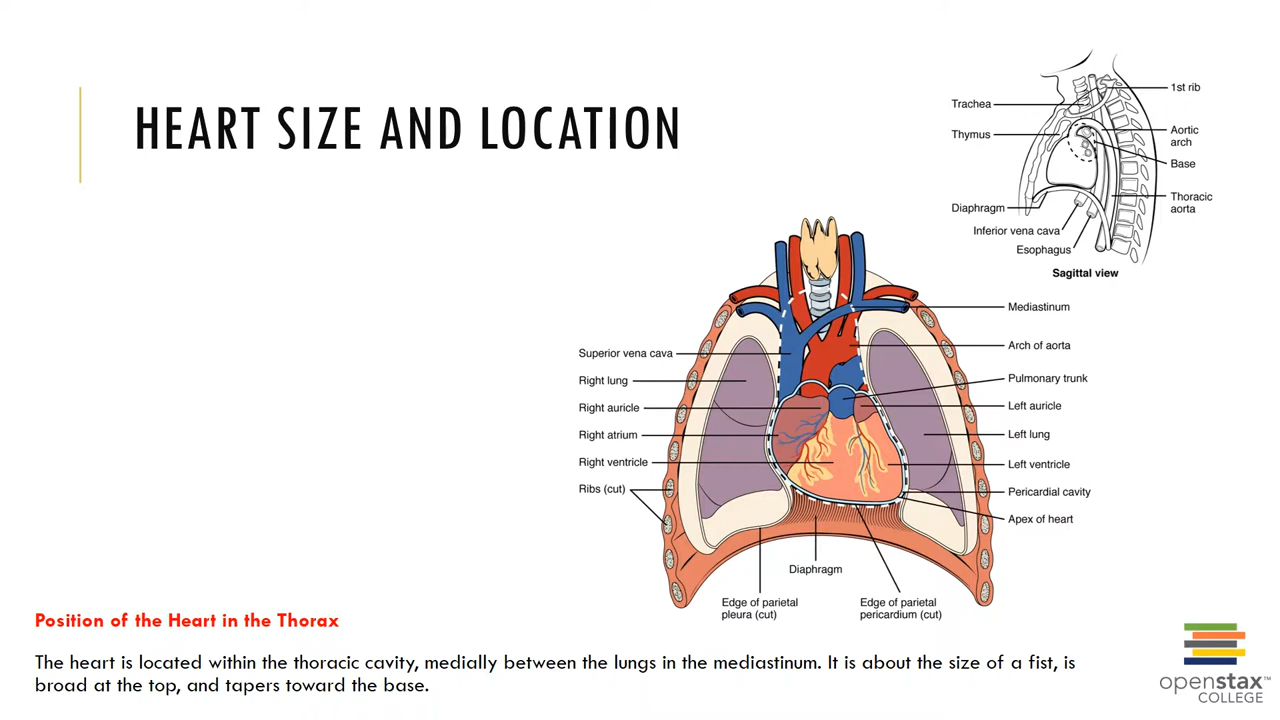 HEART SIZE AND LOCATION
Trachea
Thymus
Diaphragm
Inferior vena cava
Esophagus
1st rib
Aortic
arch
Base
Thoracic
aorta
Sagittal view
Superior vena cava
Right lung
Right auricle
Right atrium
Right ventricle
Ribs (cut)
Mediastinum
Arch of aorta
Pulmonary trunk
Left auricle
Left lung
Left ventricle
Pericardial cavity
Apex of heart
Diaphragm
Edge of parietal
pleura (cut)
Edge of parietal
pericardium (cut)
Position of the Heart in the Thorax
The heart is located within the thoracic cavity, medially between the lungs in the mediastinum. It is about the size of a fist, is
broad at the top, and tapers toward the base.
openstax™
COLLEGE